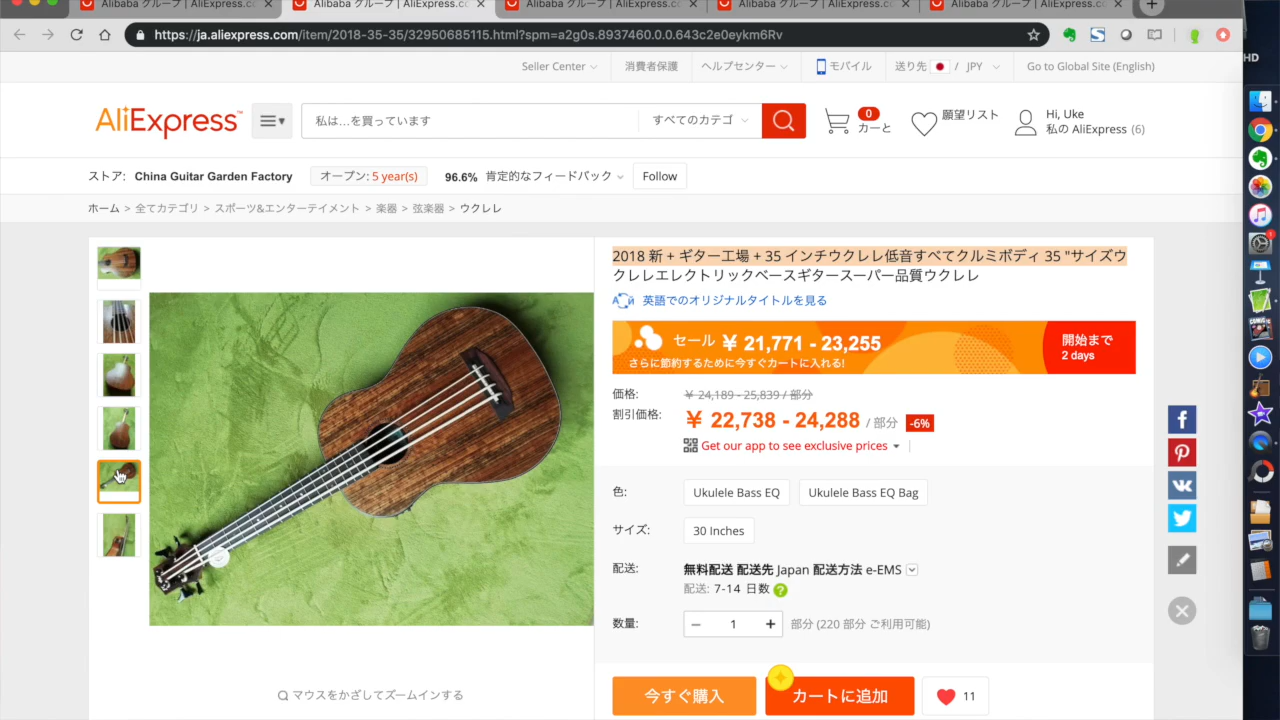 Alibaba グループ | AliExpress.c
Alibaba グループ | AliExpress.c
Alibaba グループ | AliExpress.c
Alibaba グループ | AliExpress.c
Alibaba グループ | AliExpress.c
https://ja.aliexpress.com/item/2018-35-35/32950685115.html?spm=a2g0s.8937460.0.0.643c2e0eykm6Rv
HD
Seller Center 消費者保護 ヘルプセンター モバイル 送り先 / JPY Go to Global Site (English)
AliExpress™
私は...を買っています すべてのカテゴ
0
カーと
願望リスト
Hi, Uke
私の AliExpress (6)
ストア: China Guitar Garden Factory オープン: 5 year(s) 96.6% 肯定的なフィードバック Follow
ホーム > 全てカテゴリ > スポーツ&エンターテイメント > 楽器 > 弦楽器 > ウクレレ
2018 新 + ギター工場 + 35 インチウクレレ低音すべてクルミボディ 35 "サイズウ
クレレエレクトリックベースギタースーパー品質ウクレレ
英語でのオリジナルタイトルを見る
セール ¥ 21,771 - 23,255
さらに節約するために今すぐカートに入れる!
開始まで
2 days
価格: ¥ 24,189 - 25,839 / 部分
割引価格: ¥ 22,738 - 24,288 / 部分 -6%
Get our app to see exclusive prices
色: Ukulele Bass EQ Ukulele Bass EQ Bag
サイズ: 30 Inches
配送: 無料配送 配送先 Japan 配送方法 e-EMS
配送: 7-14 日数 ?
数量: − 1 + 部分 (220 部分 ご利用可能)
マウスをかざしてズームインする
今すぐ購入 カートに追加 11